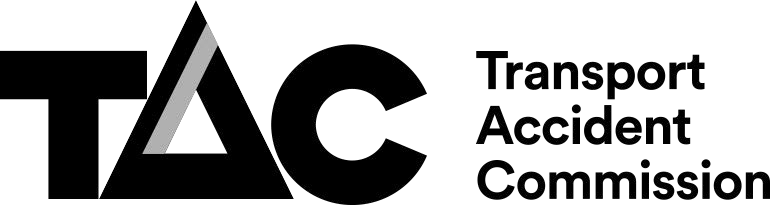 TAC
Transport
Accident
Commission